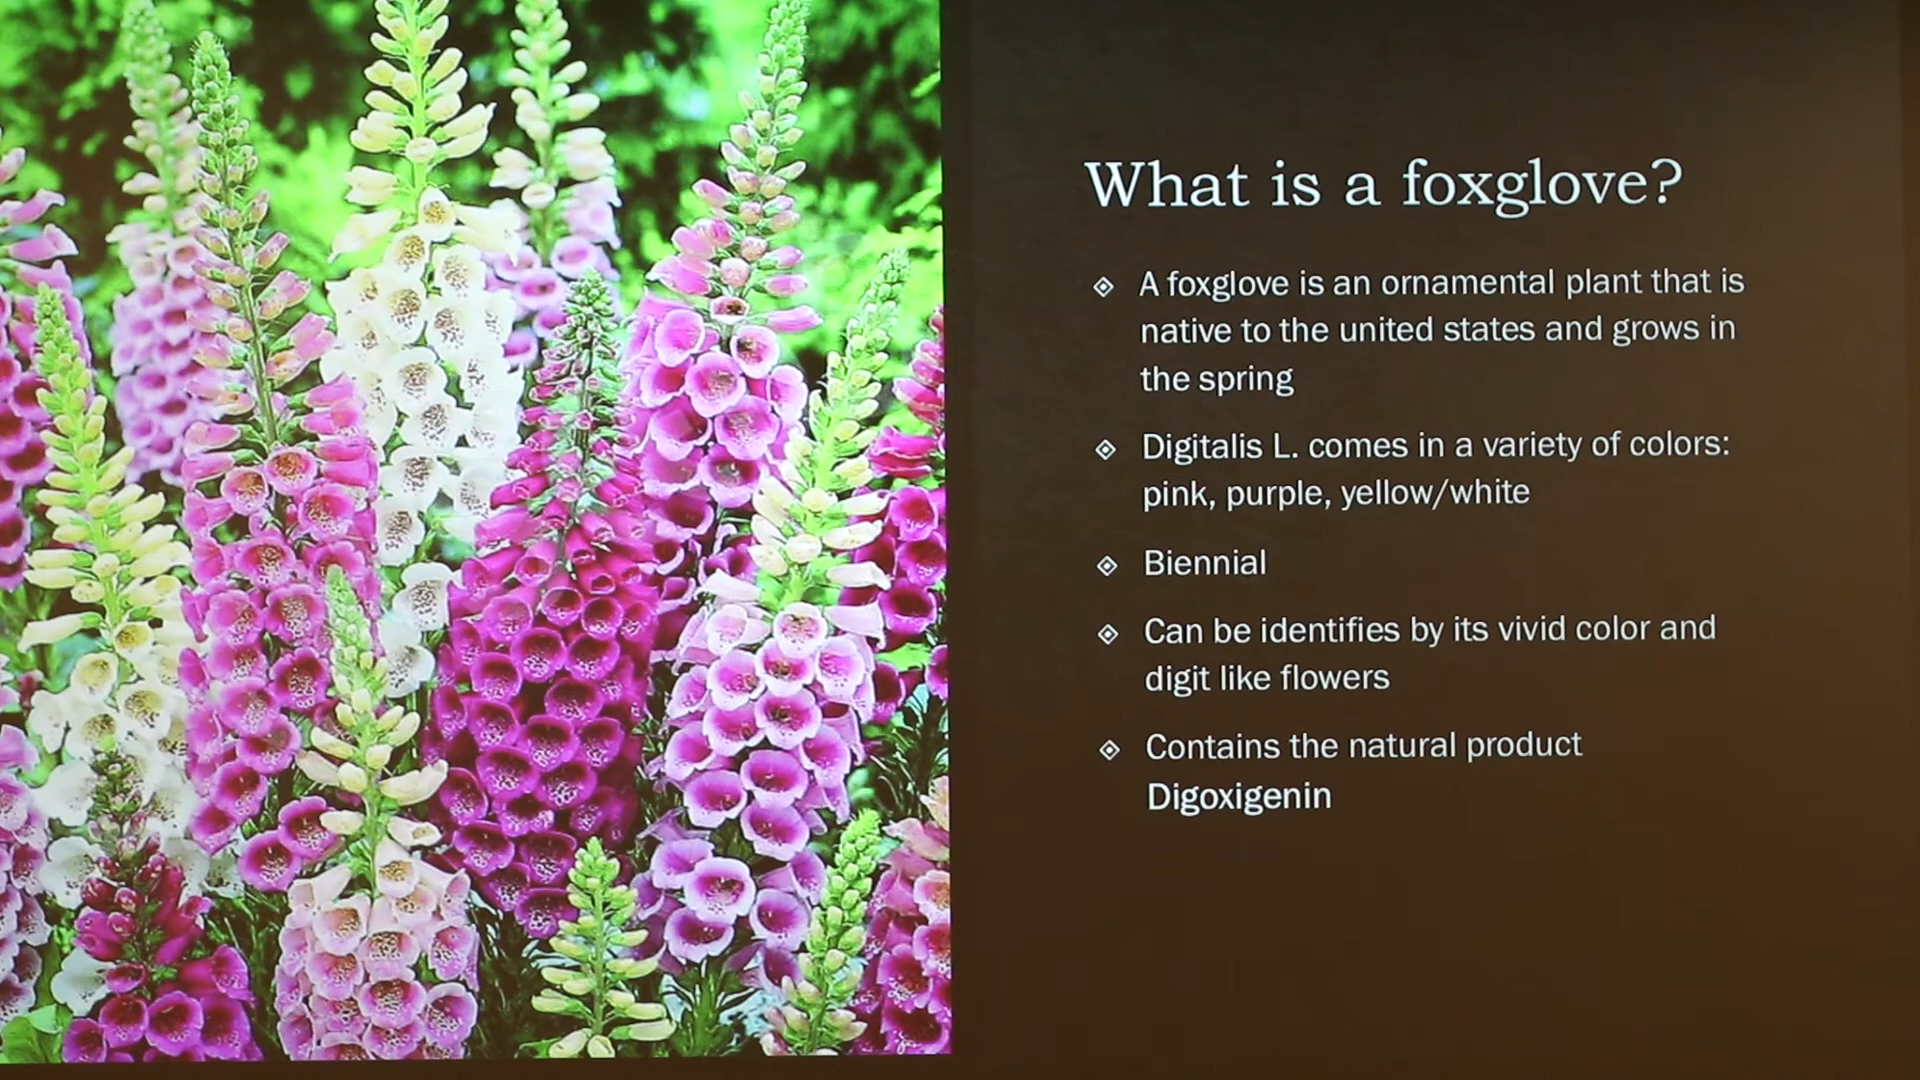 What is a foxglove?
A foxglove is an ornamental plant that is
native to the united states and grows in
the spring
Digitalis L. comes in a variety of colors:
pink, purple, yellow/white
Biennial
Can be identifies by its vivid color and
digit like flowers
Contains the natural product
Digoxigenin